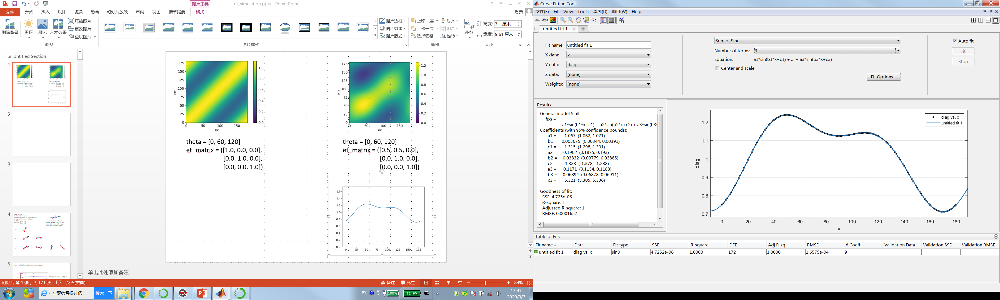 图片工具
et_simulation.pptx - PowerPoint
文件 开始 插入 设计 切换 动画 幻灯片放映 审阅 视图 情节提要 格式 登录
删除背景 更正 颜色 艺术效果 压缩图片 更改图片 重设图片
图片边框 图片效果 图片版式
上移一层 下移一层 选择窗格 对齐 组合 旋转
裁剪 高度: 7.1 厘米
宽度: 9.61 厘米
调整 图片样式 排列 大小
Untitled Section
1
2
3
4
5
175 150 125 100 75 50 25 0
em
0 50 100 150
ex
1.0 0.8 0.6 0.4 0.2 0.0
175 150 125 100 75 50 25 0
em
0 50 100 150
ex
1.2 1.0 0.8 0.6 0.4 0.2 0.0
theta = [0, 60, 120]
et_matrix = ([1.0, 0.0, 0.0],
[0.0, 1.0, 0.0],
[0.0, 0.0, 1.0])
theta = [0, 60, 120]
et_matrix = ([0.5, 0.5, 0.0],
[0.0, 1.0, 0.0],
[0.0, 0.0, 1.0])
1.6 1.4 1.2 1.0 0.8 0.6 0.4 0.2 0.0
0 25 50 75 100 125 150 175
单击此处添加备注
幻灯片 第 1 张，共 171 张 英语(美国) 备注 批注 84%
全聚德亏损过亿 搜索一下
EN 100% 100%
17:47
2020/9/7
Curve Fitting Tool
文件(F) Fit View Tools 桌面(D) 窗口(W) Help
untitled fit 1
Fit name: untitled fit 1
X data: x
Y data: diag
Z data: (none)
Weights: (none)
Sum of Sine
Number of terms: 3
Equation: a1*sin(b1*x+c1) + ... + a3*sin(b3*x+c3)
Center and scale
Fit Options...
Auto fit
Fit
Stop
Results
General model Sin3:
f(x) =
a1*sin(b1*x+c1) + a2*sin(b2*x+c2) + a3*sin(b3*
Coefficients (with 95% confidence bounds):
a1 = 1.067 (1.062, 1.071)
b1 = 0.003675 (0.00344, 0.00391)
c1 = 1.315 (1.298, 1.331)
a2 = 0.1902 (0.1875, 0.193)
b2 = 0.03832 (0.03779, 0.03885)
c2 = -1.333 (-1.378, -1.288)
a3 = 0.1171 (0.1154, 0.1188)
b3 = 0.06894 (0.06878, 0.06911)
c3 = 5.321 (5.305, 5.336)
Goodness of fit:
SSE: 4.725e-06
R-square: 1
Adjusted R-square: 1
RMSE: 0.0001657
diag vs. x
untitled fit 1
1.2 1.1 1 0.9 0.8 0.7
diag
0 20 40 60 80 100 120 140 160 180
x
Table of Fits
Fit name Data Fit type SSE R-square DFE Adj R-sq RMSE # Coeff Validation Data Validation SSE Validation RMSE
untitled fit 1 diag vs. x sin3 4.7252e-06 1.0000 172 1.0000 1.6575e-04 9